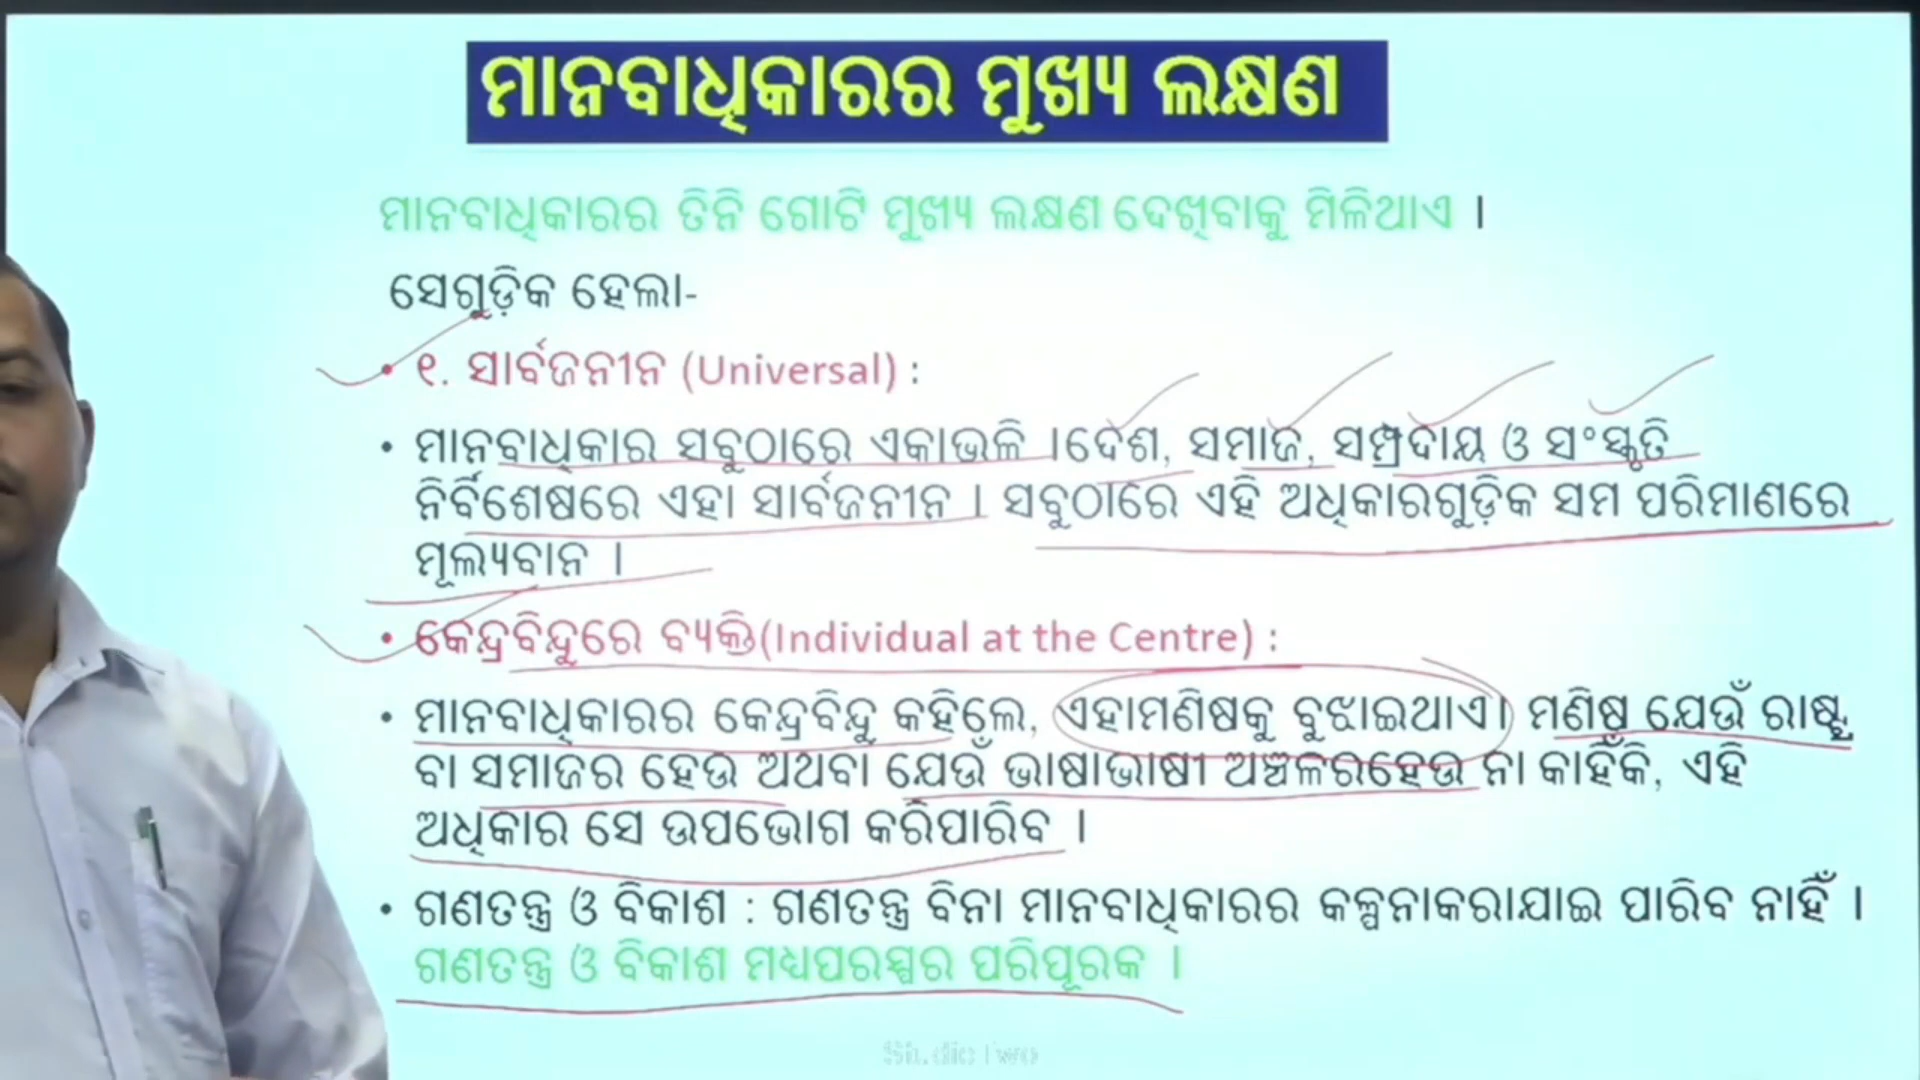 ମାନବାଧିକାରର ମୁଖ୍ୟ ଲକ୍ଷଣ
ମାନବାଧିକାରର ତିନି ଗୋଟି ମୁଖ୍ୟ ଲକ୍ଷଣ ଦେଖିବାକୁ ମିଳିଥାଏ ।
ସେଗୁଡ଼ିକ ହେଲା-
• ୧. ସାର୍ବଜନୀନ (Universal) :
• ମାନବାଧିକାର ସବୁଠାରେ ଏକାଭଳି ।ଦେଶ, ସମାଜ, ସମ୍ପ୍ରଦାୟ ଓ ସଂସ୍କୃତି
ନିର୍ବିଶେଷରେ ଏହା ସାର୍ବଜନୀନ । ସବୁଠାରେ ଏହି ଅଧିକାରଗୁଡ଼ିକ ସମ ପରିମାଣରେ
ମୂଲ୍ୟବାନ ।
• କେନ୍ଦ୍ରବିନ୍ଦୁରେ ବ୍ୟକ୍ତି(Individual at the Centre) :
• ମାନବାଧିକାରର କେନ୍ଦ୍ରବିନ୍ଦୁ କହିଲେ, ଏହାମଣିଷକୁ ବୁଝାଇଥାଏ। ମଣିଷ ଯେଉଁ ରାଷ୍ଟ୍ର
ବା ସମାଜର ହେଉ ଅଥବା ଯେଉଁ ଭାଷାଭାଷୀ ଅଞ୍ଚଳରହେଉ ନା କାହିଁକି, ଏହି
ଅଧିକାର ସେ ଉପଭୋଗ କରିପାରିବ ।
• ଗଣତନ୍ତ୍ର ଓ ବିକାଶ : ଗଣତନ୍ତ୍ର ବିନା ମାନବାଧିକାରର କଳ୍ପନାକରାଯାଇ ପାରିବ ନାହିଁ ।
ଗଣତନ୍ତ୍ର ଓ ବିକାଶ ମଧ୍ୟପରସ୍ପର ପରିପୂରକ ।